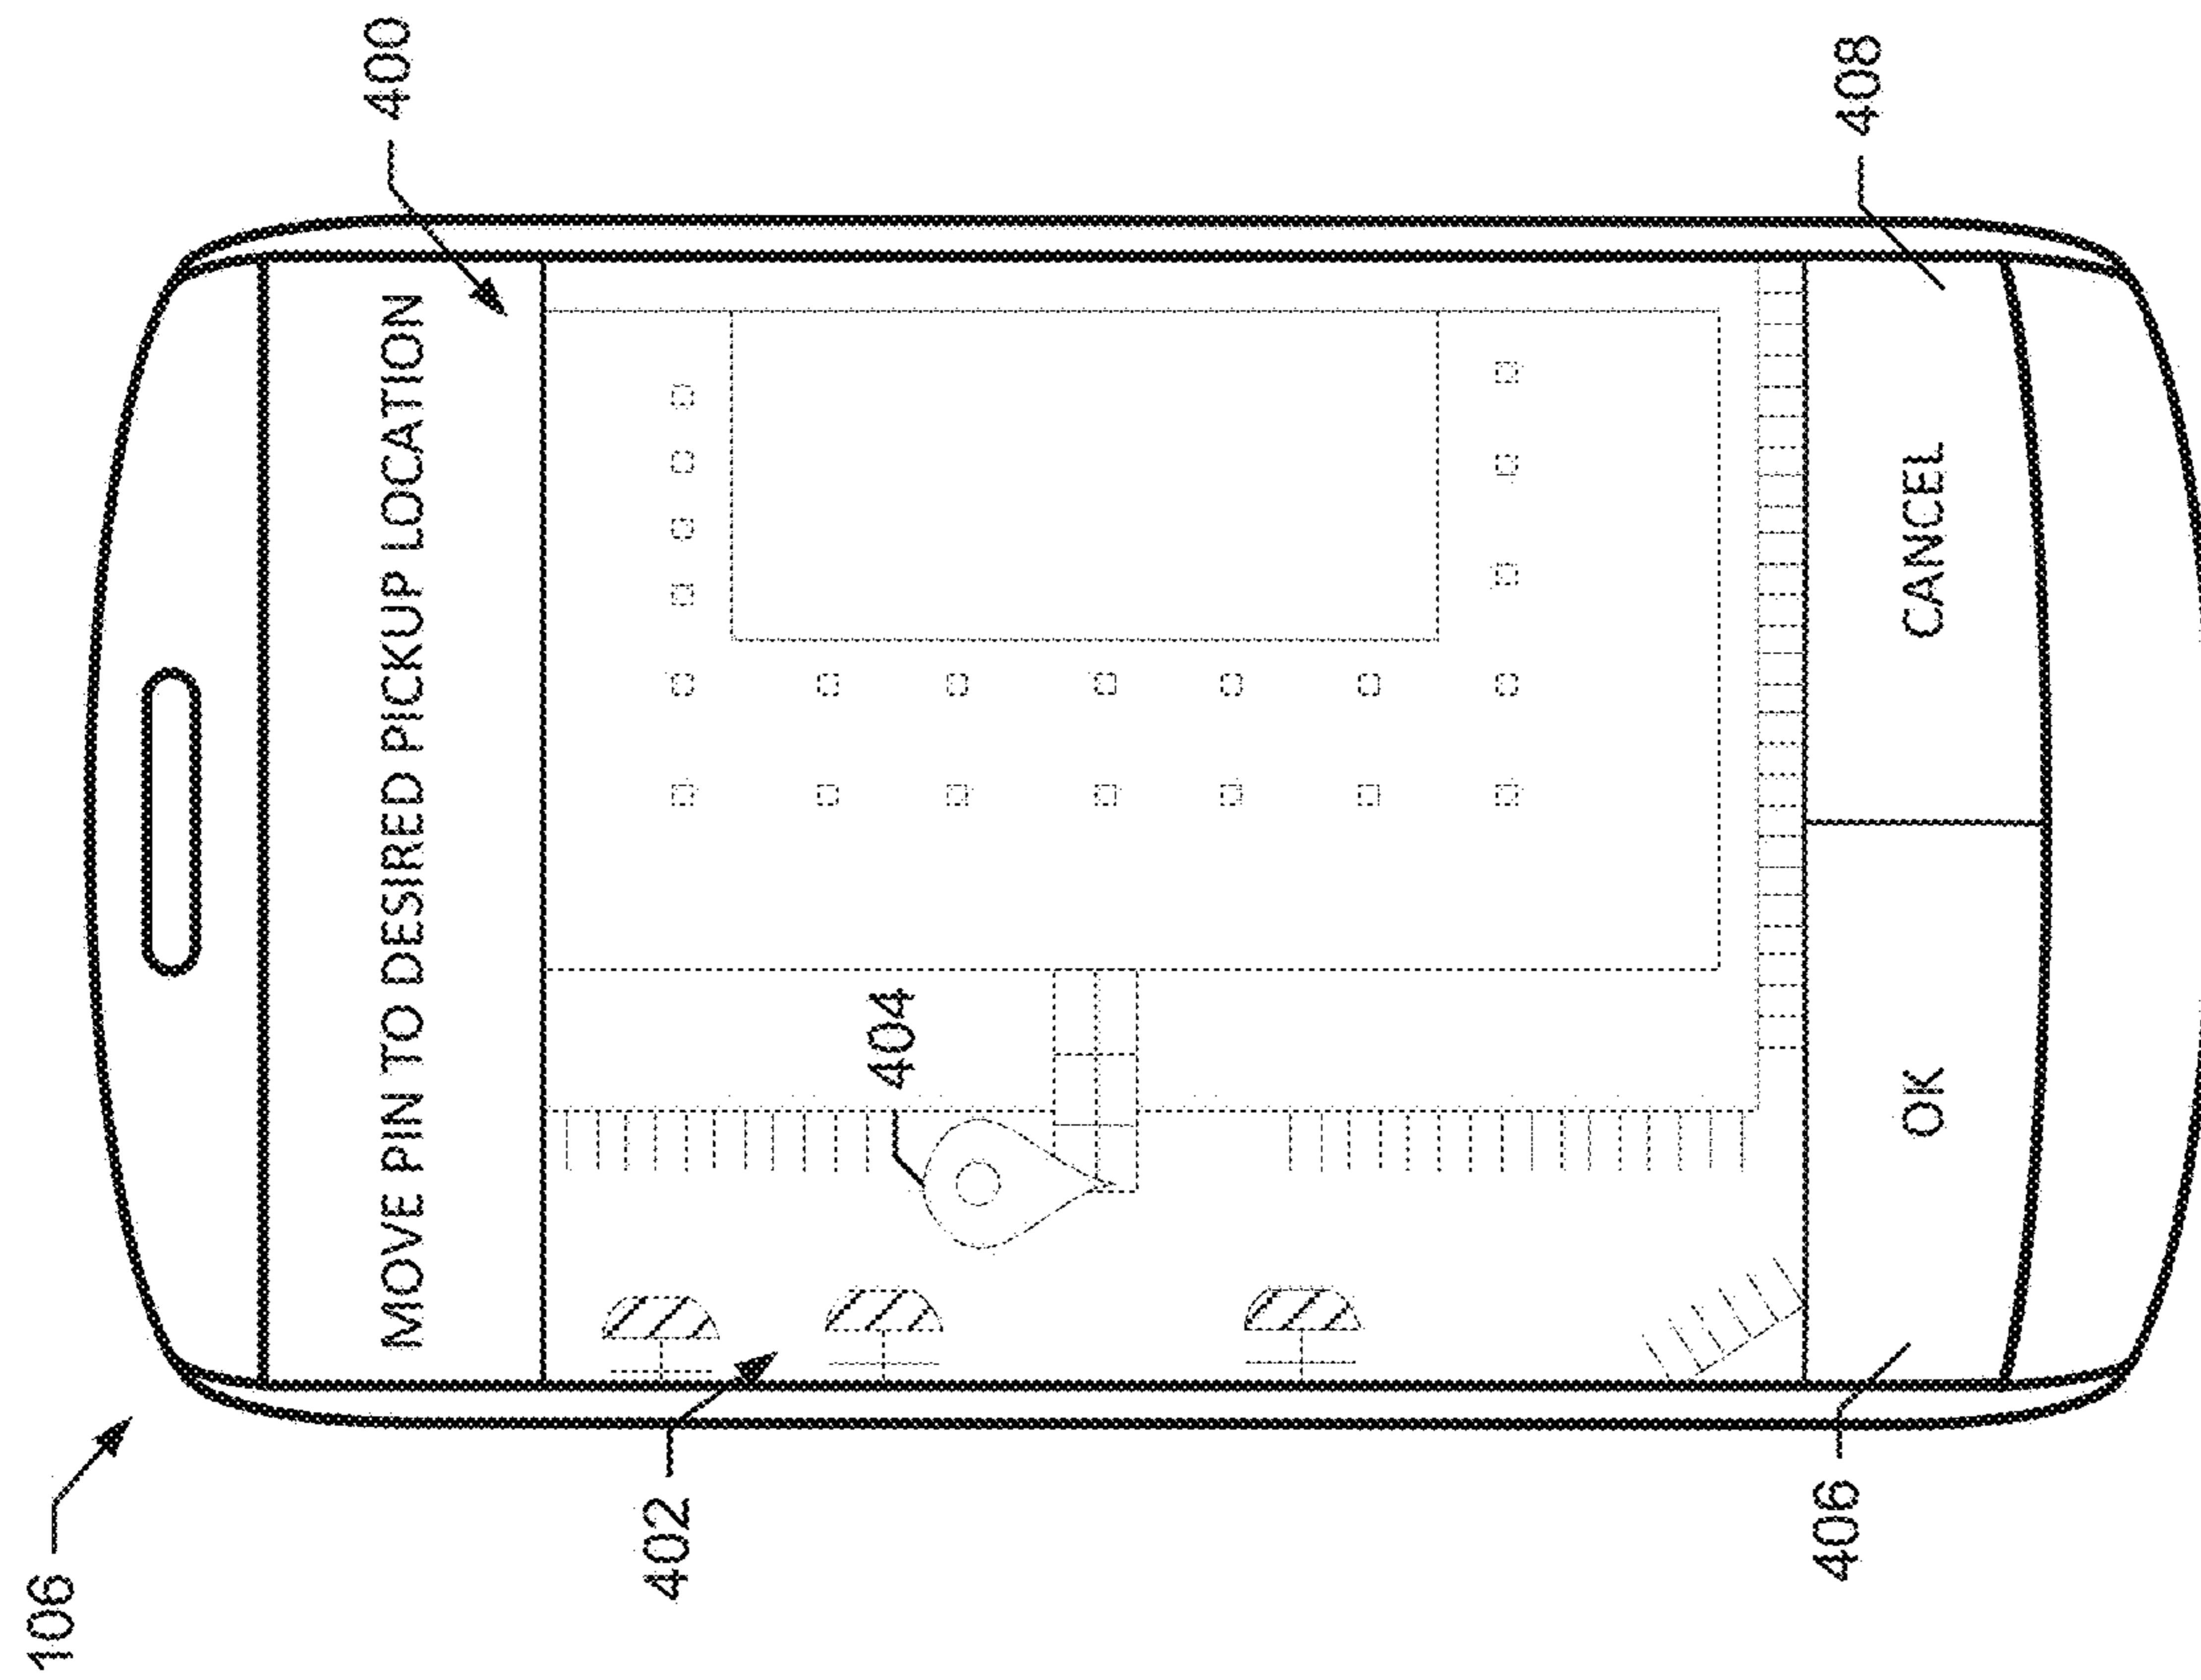 106
400
MOVE PIN TO DESIRED PICKUP LOCATION
402
404
OK
CANCEL
406
408